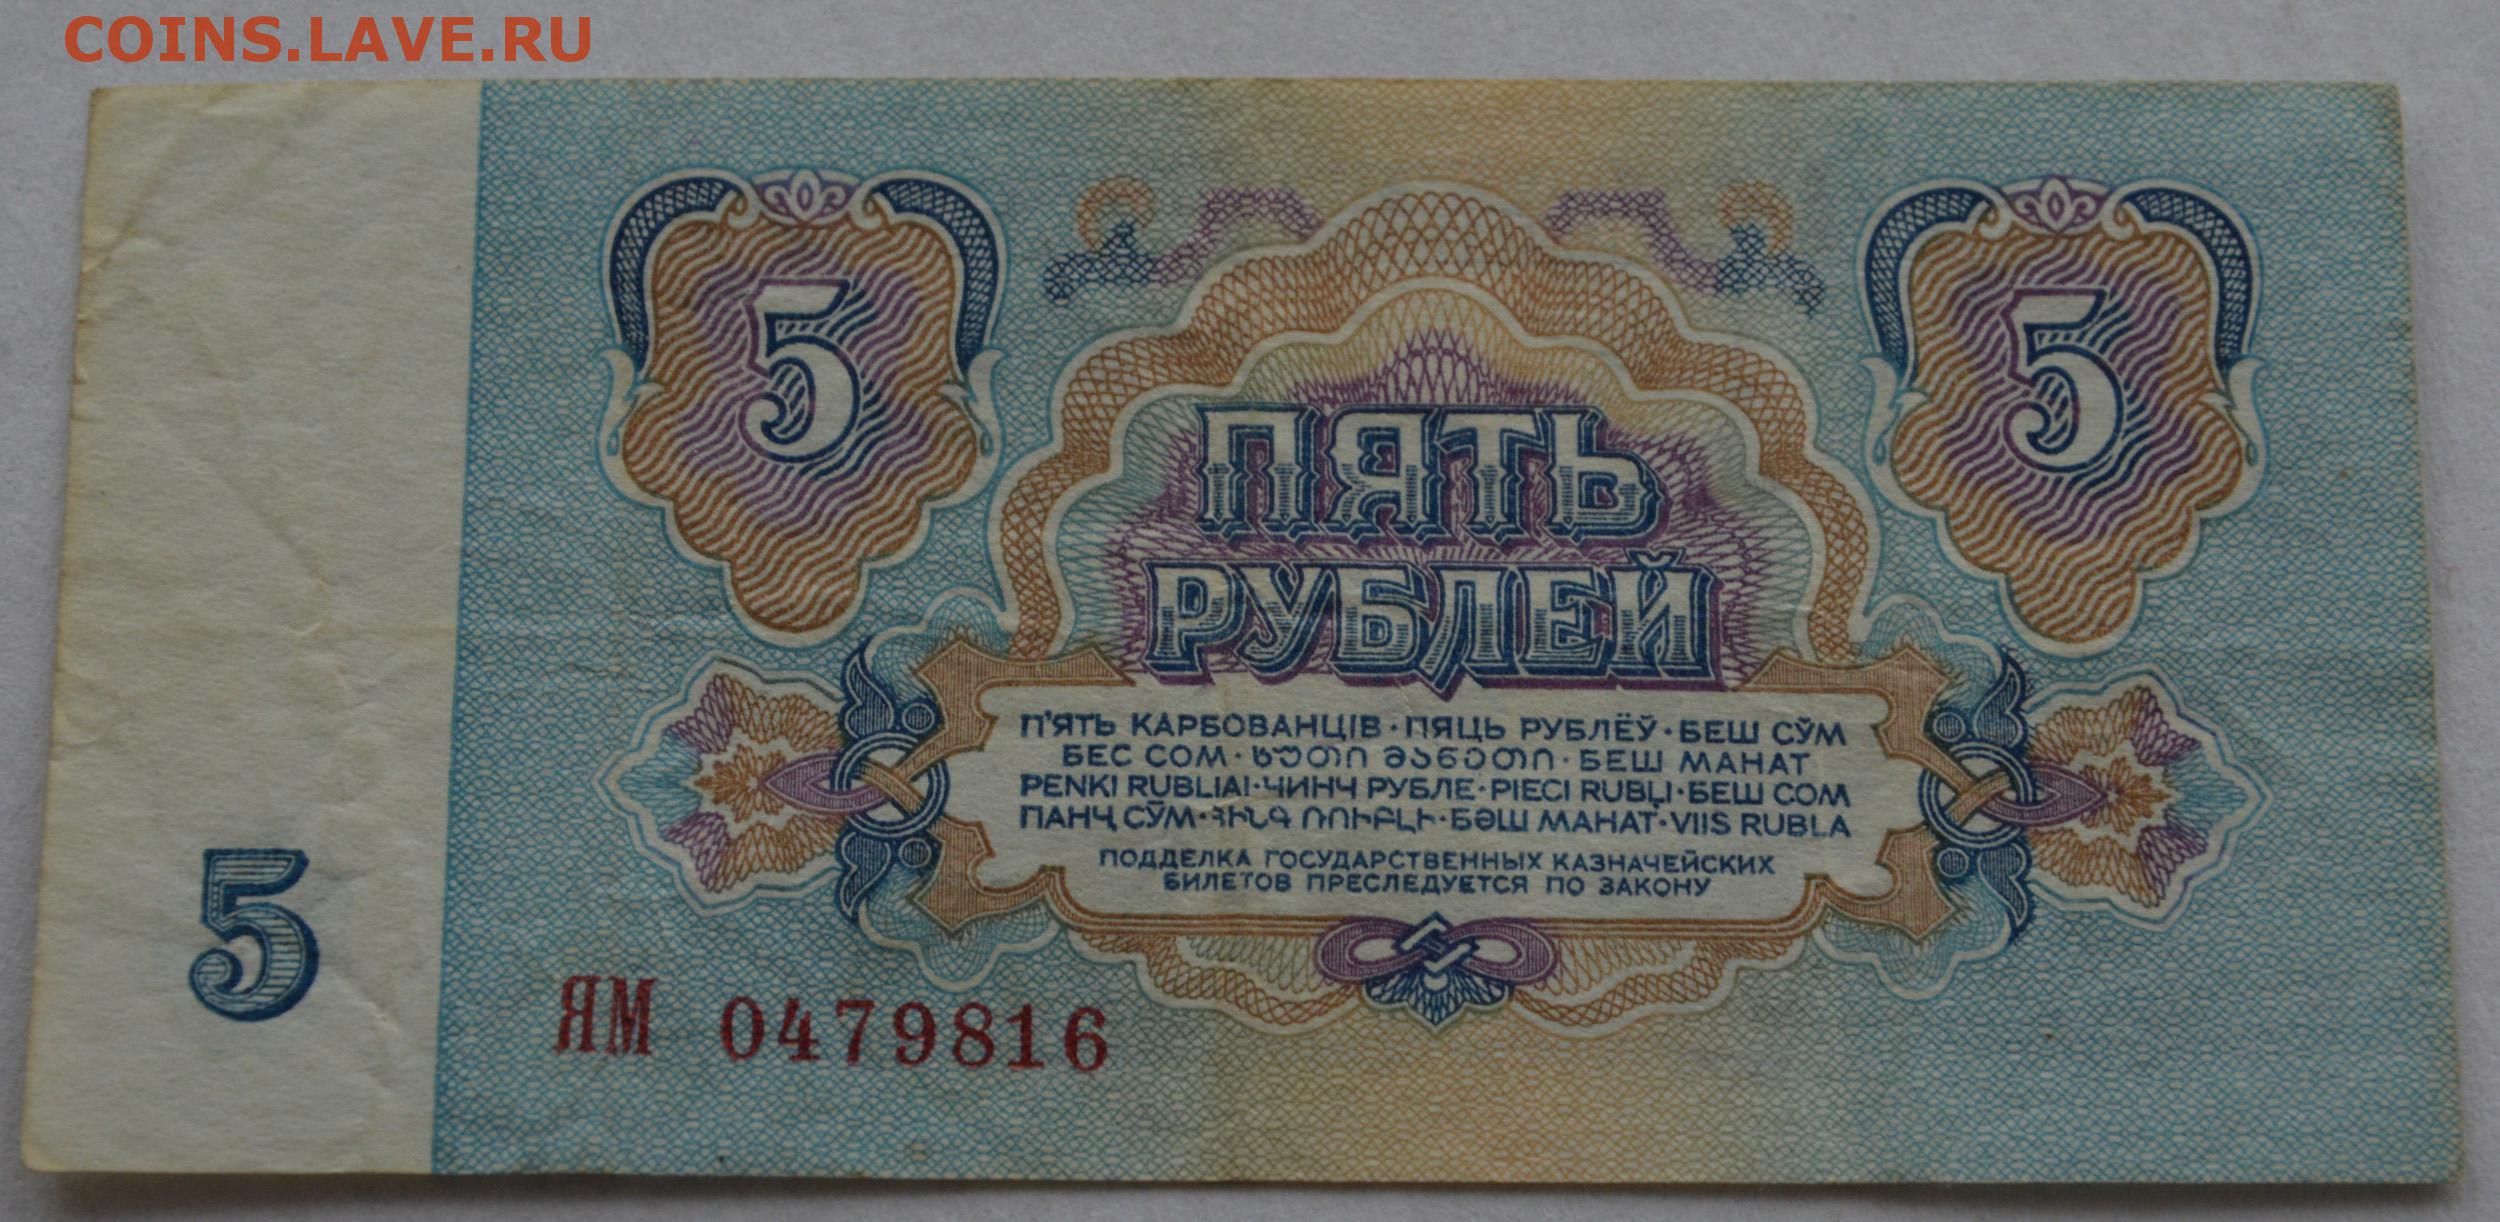 COINS.LAVE.RU
5
5
ПЯТЬ
РУБЛЕЙ
П'ЯТЬ КАРБОВАНЦІВ · ПЯЦЬ РУБЛЁЎ · БЕШ СЎМ
БЕС СОМ · ხუთი მანეთი · БЕШ МАНАТ
PENKI RUBLIAI · ЧИНЧ РУБЛЕ · PIECI RUBĻI · БЕШ СОМ
ПАНҶ СӮМ · ՀԻՆԳ ՌՈՒԲԼԻ · БӘШ МАНАТ · VIIS RUBLA
ПОДДЕЛКА ГОСУДАРСТВЕННЫХ КАЗНАЧЕЙСКИХ
БИЛЕТОВ ПРЕСЛЕДУЕТСЯ ПО ЗАКОНУ
5
ЯМ 0479816